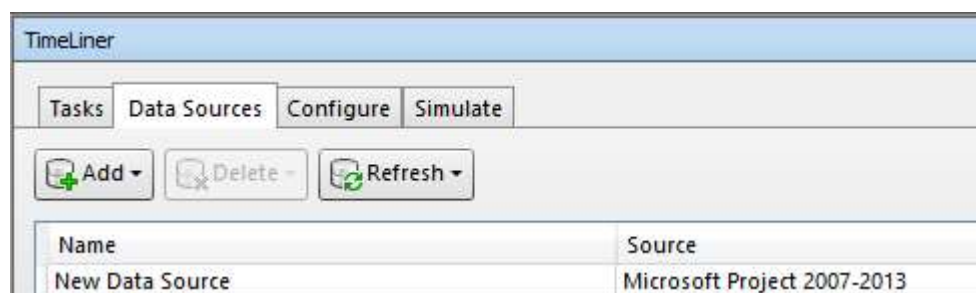 TimeLiner
Tasks Data Sources Configure Simulate
Add Delete Refresh
Name Source
New Data Source Microsoft Project 2007-2013